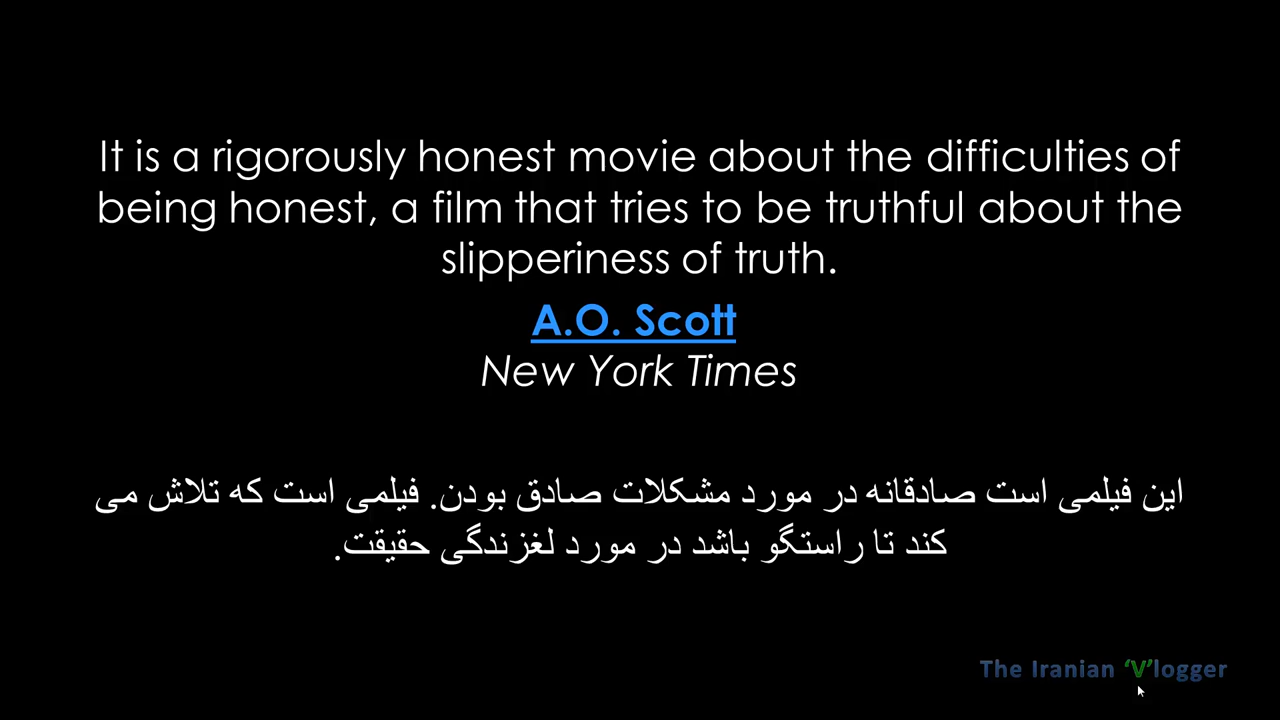 It is a rigorously honest movie about the difficulties of
being honest, a film that tries to be truthful about the
slipperiness of truth.
A.O. Scott
New York Times
این فیلمی است صادقانه در مورد مشکلات صادق بودن. فیلمی است که تلاش می
کند تا راستگو باشد در مورد لغزندگی حقیقت.
The Iranian ‘V’logger